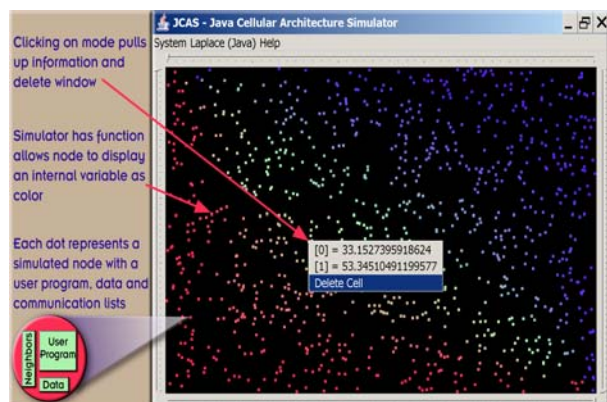 JCAS - Java Cellular Architecture Simulator
System Laplace (Java) Help
Clicking on mode pulls
up information and
delete window
Simulator has function
allows node to display
an internal variable as
color
Each dot represents a
simulated node with a
user program, data and
communication lists
Neighbors
User
Program
Data
[0] = 33.1527395918624
[1] = 53.34510491199577
Delete Cell